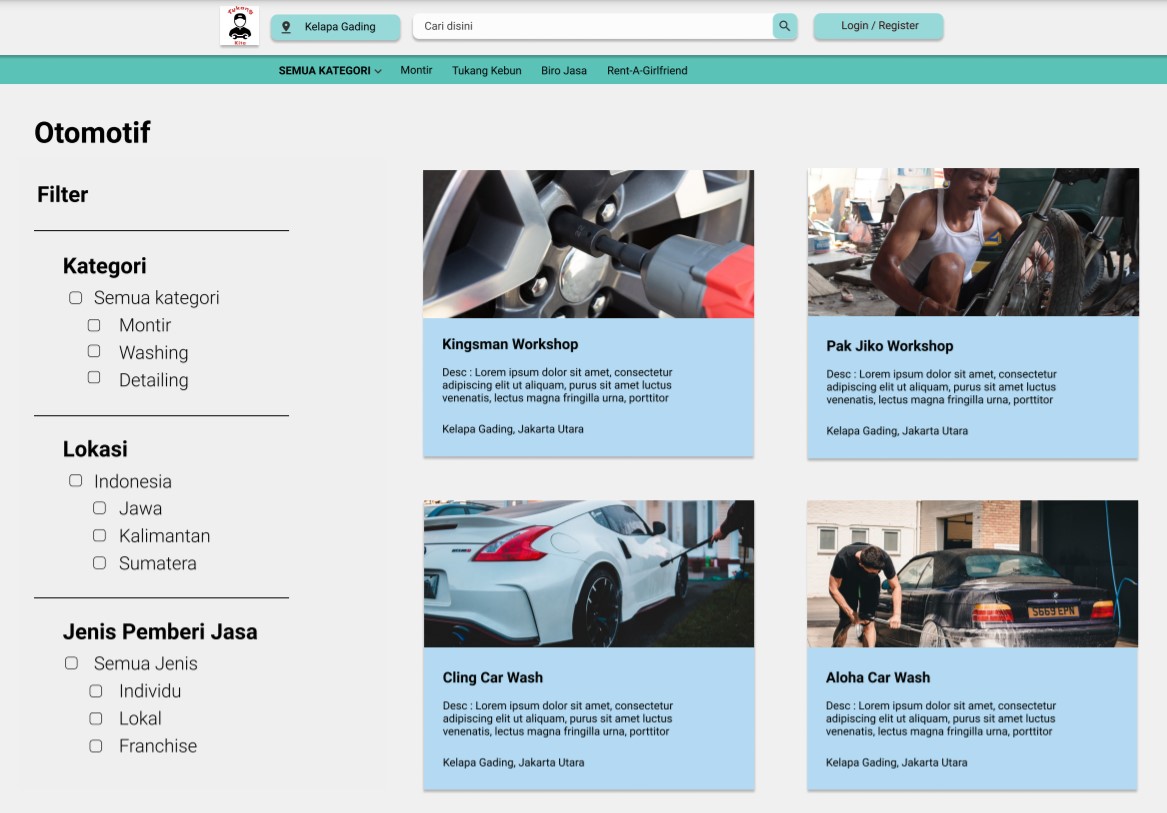 Tukang
Kita
Kelapa Gading
Cari disini
Login / Register
SEMUA KATEGORI
Montir
Tukang Kebun
Biro Jasa
Rent-A-Girlfriend
Otomotif
Filter
Kategori
Semua kategori
Montir
Washing
Detailing
Lokasi
Indonesia
Jawa
Kalimantan
Sumatera
Jenis Pemberi Jasa
Semua Jenis
Individu
Lokal
Franchise
Kingsman Workshop
Desc : Lorem ipsum dolor sit amet, consectetur
adipiscing elit ut aliquam, purus sit amet luctus
venenatis, lectus magna fringilla urna, porttitor
Kelapa Gading, Jakarta Utara
Pak Jiko Workshop
Desc : Lorem ipsum dolor sit amet, consectetur
adipiscing elit ut aliquam, purus sit amet luctus
venenatis, lectus magna fringilla urna, porttitor
Kelapa Gading, Jakarta Utara
Cling Car Wash
Desc : Lorem ipsum dolor sit amet, consectetur
adipiscing elit ut aliquam, purus sit amet luctus
venenatis, lectus magna fringilla urna, porttitor
Kelapa Gading, Jakarta Utara
S669 EPN
Aloha Car Wash
Desc : Lorem ipsum dolor sit amet, consectetur
adipiscing elit ut aliquam, purus sit amet luctus
venenatis, lectus magna fringilla urna, porttitor
Kelapa Gading, Jakarta Utara